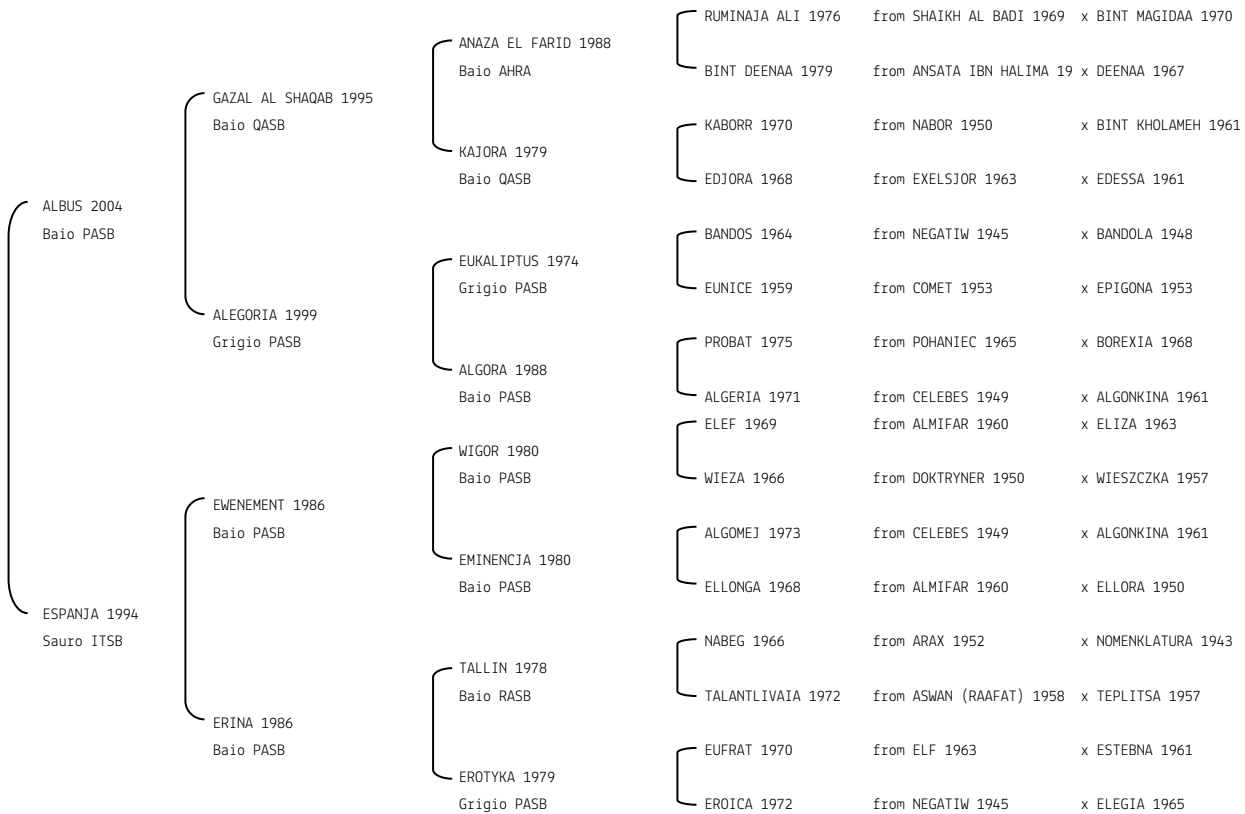 RUMINAJA ALI 1976 from SHAIKH AL BADI 1969 x BINT MAGIDAA 1970
ANAZA EL FARID 1988
Baio AHRA BINT DEENAA 1979 from ANSATA IBN HALIMA 19 x DEENAA 1967
GAZAL AL SHAQAB 1995
Baio QASB KABORR 1970 from NABOR 1950 x BINT KHOLAMEH 1961
KAJORA 1979
Baio QASB EDJORA 1968 from EXELSJOR 1963 x EDESSA 1961
ALBUS 2004
Baio PASB BANDOS 1964 from NEGATIW 1945 x BANDOLA 1948
EUKALIPTUS 1974
Grigio PASB EUNICE 1959 from COMET 1953 x EPIGONA 1953
ALEGORIA 1999
Grigio PASB PROBAT 1975 from POHANIEC 1965 x BOREXIA 1968
ALGORA 1988
Baio PASB ALGERIA 1971 from CELEBES 1949 x ALGONKINA 1961
ELEF 1969 from ALMIFAR 1960 x ELIZA 1963
WIGOR 1980
Baio PASB WIEZA 1966 from DOKTRYNER 1950 x WIESZCZKA 1957
EWENEMENT 1986
Baio PASB ALGOMEJ 1973 from CELEBES 1949 x ALGONKINA 1961
EMINENCJA 1980
Baio PASB ELLONGA 1968 from ALMIFAR 1960 x ELLORA 1950
ESPANJA 1994
Sauro ITSB NABEG 1966 from ARAX 1952 x NOMENKLATURA 1943
TALLIN 1978
Baio RASB TALANTLIVAIA 1972 from ASWAN (RAAFAT) 1958 x TEPLITSA 1957
ERINA 1986
Baio PASB EUFRAT 1970 from ELF 1963 x ESTEBNA 1961
EROTYKA 1979
Grigio PASB EROICA 1972 from NEGATIW 1945 x ELEGIA 1965